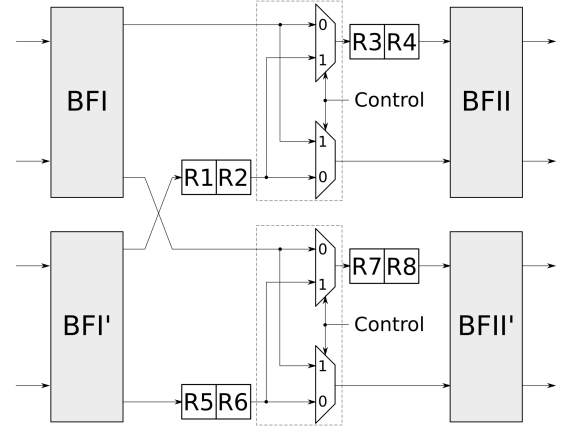 0
R3 R4
1
BFI
Control
BFII
1
R1 R2
0
0
R7 R8
1
BFI'
Control
BFII'
1
R5 R6
0